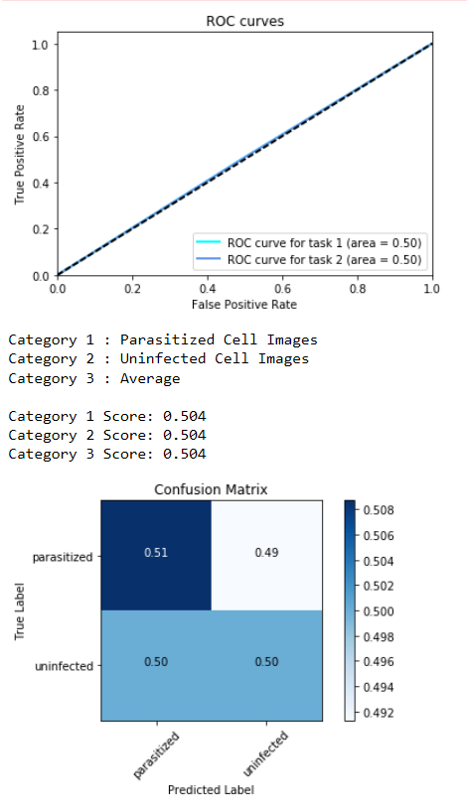 ROC curves
1.0
0.8
0.6
0.4
0.2
0.0
True Positive Rate
ROC curve for task 1 (area = 0.50)
ROC curve for task 2 (area = 0.50)
0.0 0.2 0.4 0.6 0.8 1.0
False Positive Rate
Category 1 : Parasitized Cell Images
Category 2 : Uninfected Cell Images
Category 3 : Average
Category 1 Score: 0.504
Category 2 Score: 0.504
Category 3 Score: 0.504
Confusion Matrix
True Label
parasitized 0.51 0.49
uninfected 0.50 0.50
parasitized uninfected
Predicted Label
0.508
0.506
0.504
0.502
0.500
0.498
0.496
0.494
0.492